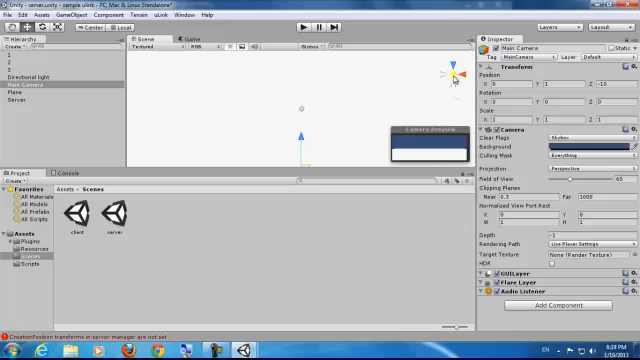 Unity - server.unity - sample ulink - PC, Mac & Linux Standalone*
File Edit Assets GameObject Component Terrain uLink Window Help
Center Local Layers Layout
Hierarchy Scene Game Inspector
Create All Textured RGB Gizmos All Main Camera Static
Tag MainCamera Layer Default
1
2
3
Directional light
Main Camera
Plane
Server
Transform
Position
X 0 Y 1 Z -10
Rotation
X 0 Y 0 Z 0
Scale
X 1 Y 1 Z 1
Camera
Clear Flags Skybox
Background
Culling Mask Everything
Projection Perspective
Field of View 60
Clipping Planes
Near 0.3 Far 1000
Normalized View Port Rect
X 0 Y 0
W 1 H 1
Depth -1
Rendering Path Use Player Settings
Target Texture None (Render Texture)
HDR
GUILayer
Flare Layer
Audio Listener
Add Component
Camera Preview
Project Console
Create
Favorites
All Materials
All Models
All Prefabs
All Scripts
Assets
Plugins
Resources
Scenes
Scripts
Assets Scenes
client server
CreationPosition transforms in server manager are not set
EN 6:59 PM
1/19/2013